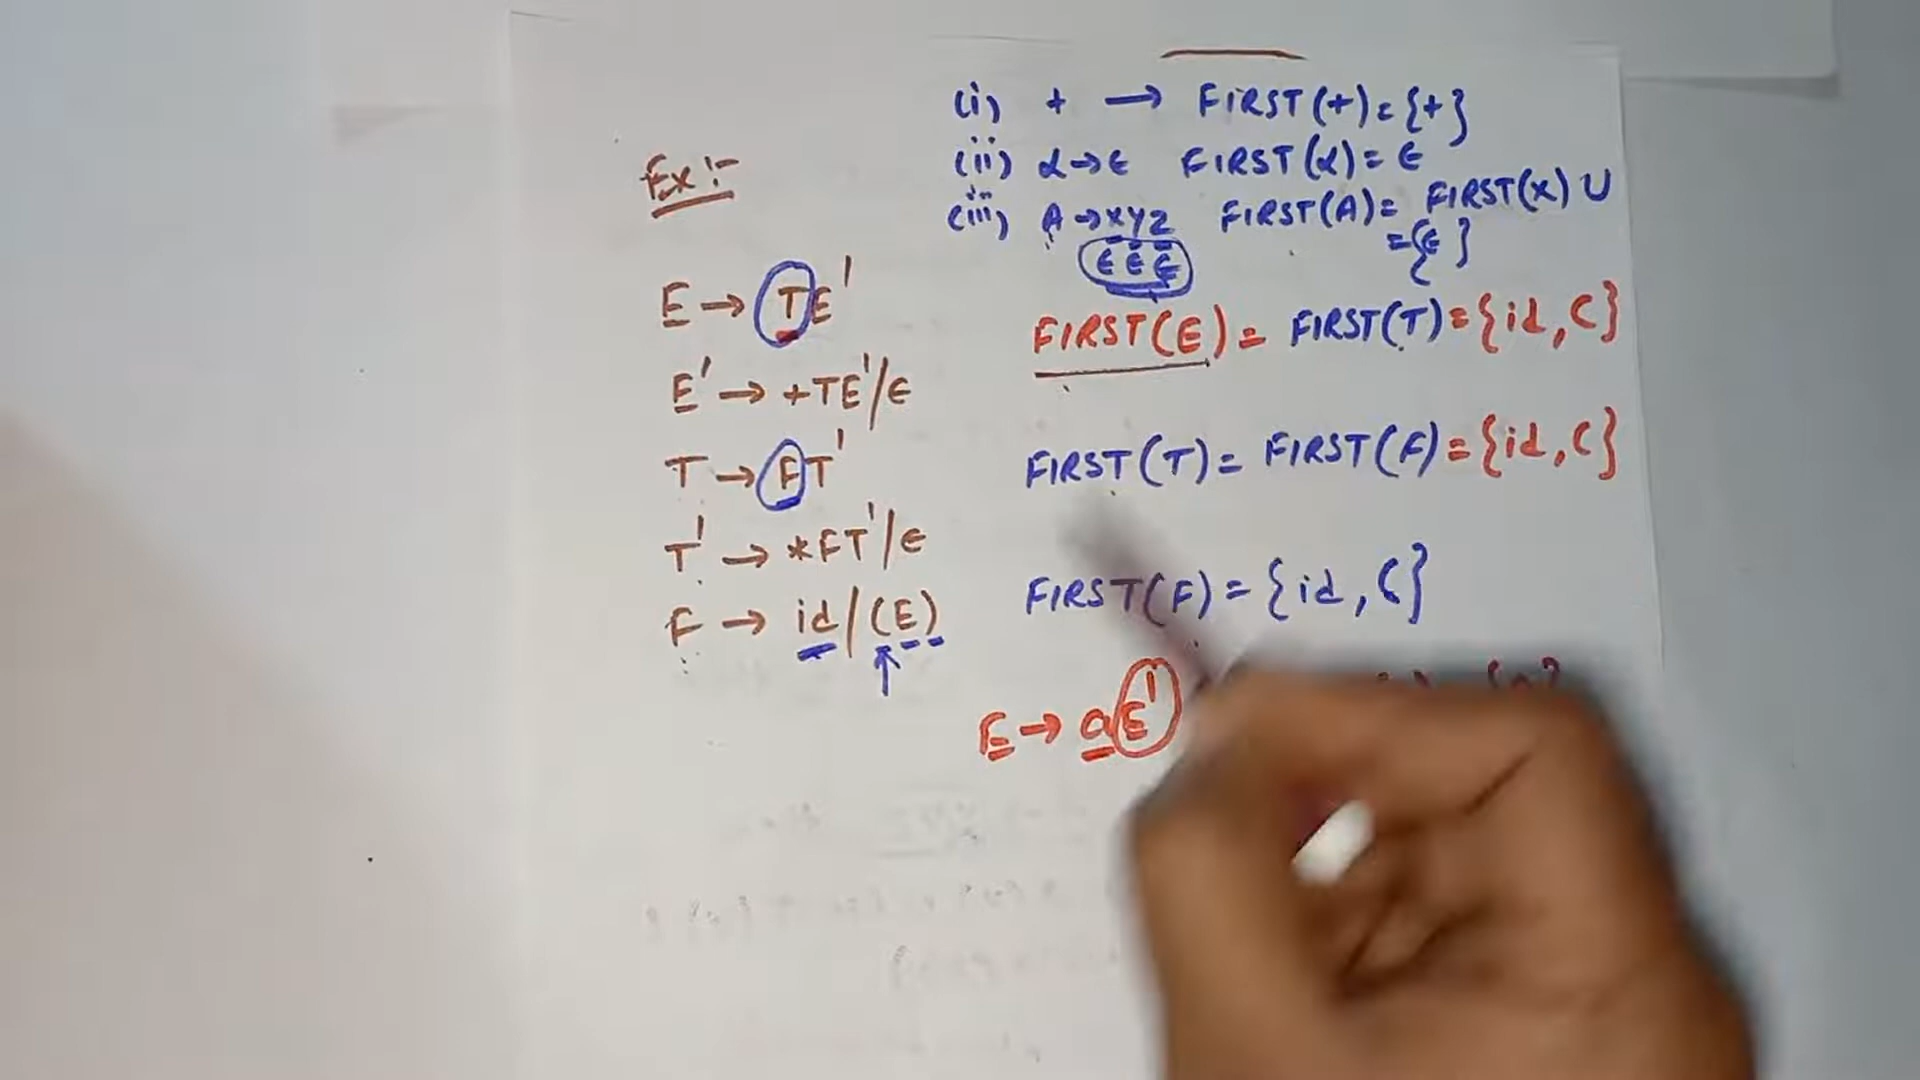 (i) + → FIRST(+)={+}
(ii) α→ε FIRST(α)= ε
(iii) A→XYZ FIRST(A)= FIRST(X) ∪
ε ε ε ={ε}
Ex:-
E → TE'
E' → +TE'/ε
T → FT'
T' → *FT'/ε
F → id/(E)
FIRST(E) = FIRST(T)={id,(}
FIRST(T)= FIRST(F)={id,(}
FIRST(F)={id,(}
E→aE'